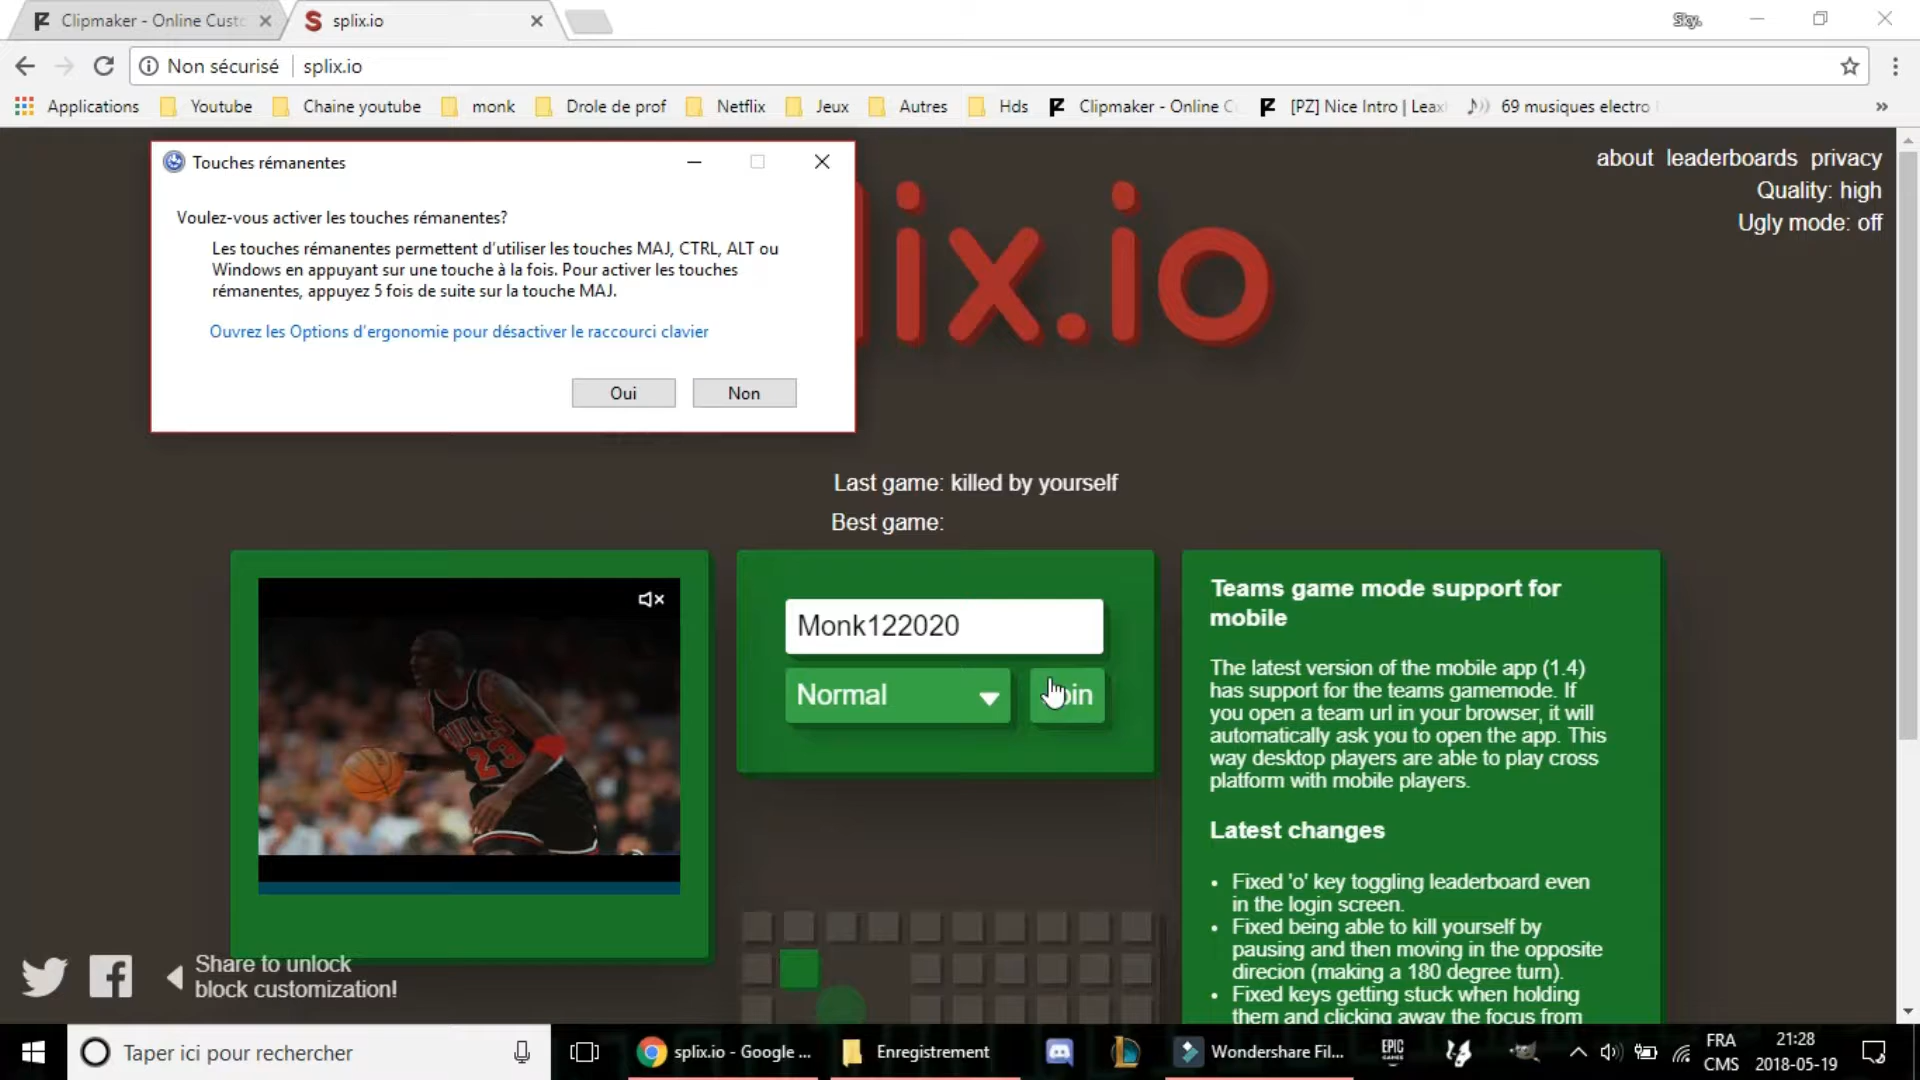 Clipmaker - Online Custo
splix.io
Sky.
Non sécurisé
splix.io
Applications
Youtube
Chaine youtube
monk
Drole de prof
Netflix
Jeux
Autres
Hds
Clipmaker - Online C
[PZ] Nice Intro | Leax
69 musiques electro
»
Touches rémanentes
Voulez-vous activer les touches rémanentes?
Les touches rémanentes permettent d'utiliser les touches MAJ, CTRL, ALT ou
Windows en appuyant sur une touche à la fois. Pour activer les touches
rémanentes, appuyez 5 fois de suite sur la touche MAJ.
Ouvrez les Options d'ergonomie pour désactiver le raccourci clavier
Oui
Non
lix.io
about leaderboards privacy
Quality: high
Ugly mode: off
Last game: killed by yourself
Best game:
BULLS
23
Monk122020
Normal
Join
Teams game mode support for
mobile
The latest version of the mobile app (1.4)
has support for the teams gamemode. If
you open a team url in your browser, it will
automatically ask you to open the app. This
way desktop players are able to play cross
platform with mobile players.
Latest changes
• Fixed 'o' key toggling leaderboard even
in the login screen.
• Fixed being able to kill yourself by
pausing and then moving in the opposite
direcion (making a 180 degree turn).
• Fixed keys getting stuck when holding
them and clicking away the focus from
Share to unlock
block customization!
Taper ici pour rechercher
splix.io - Google ...
Enregistrement
Wondershare Fil...
EPIC
GAMES
FRA
CMS
21:28
2018-05-19